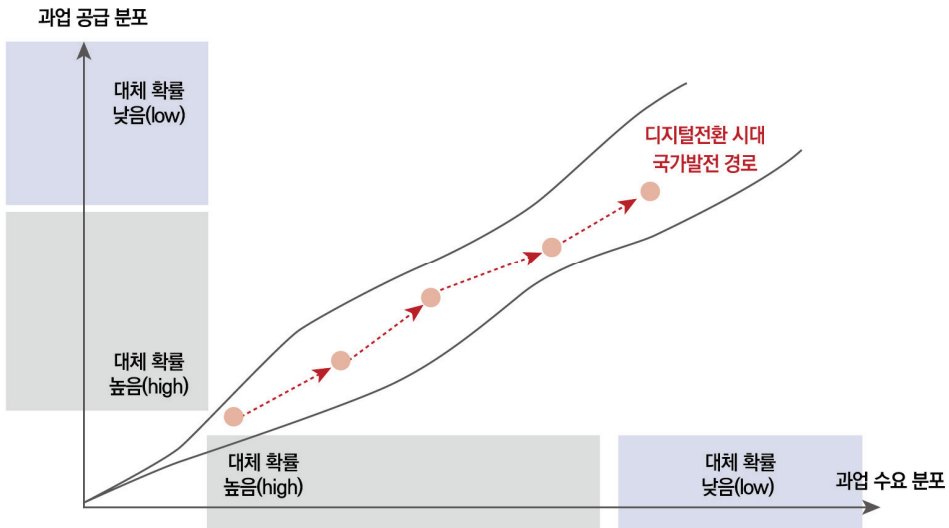 과업 공급 분포
대체 확률
낮음(low)
디지털전환 시대
국가발전 경로
대체 확률
높음(high)
대체 확률
높음(high)
대체 확률
낮음(low)
과업 수요 분포